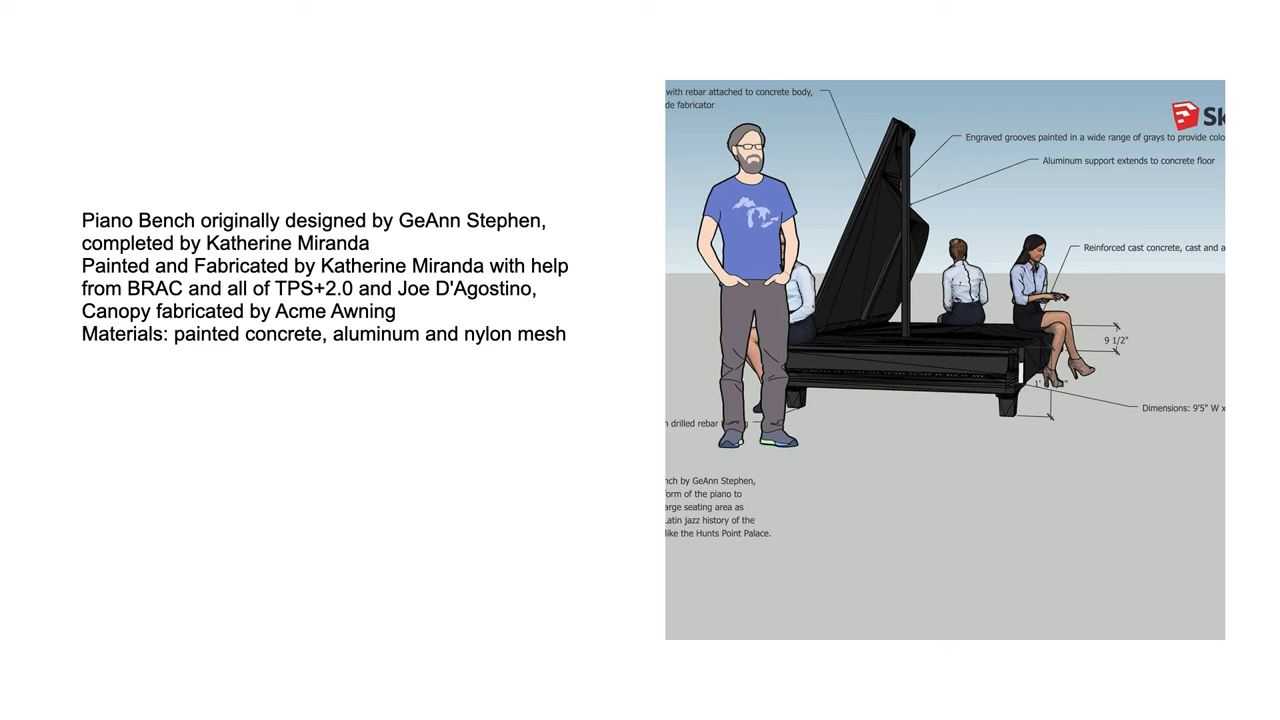 Piano Bench originally designed by GeAnn Stephen,
completed by Katherine Miranda
Painted and Fabricated by Katherine Miranda with help
from BRAC and all of TPS+2.0 and Joe D'Agostino,
Canopy fabricated by Acme Awning
Materials: painted concrete, aluminum and nylon mesh
with rebar attached to concrete body,
de fabricator
Sk
Engraved grooves painted in a wide range of grays to provide colo
Aluminum support extends to concrete floor
Reinforced cast concrete, cast and a
9 1/2"
1'
Dimensions: 9'5" W x
drilled rebar
nch by GeAnn Stephen,
form of the piano to
arge seating area as
Latin jazz history of the
like the Hunts Point Palace.